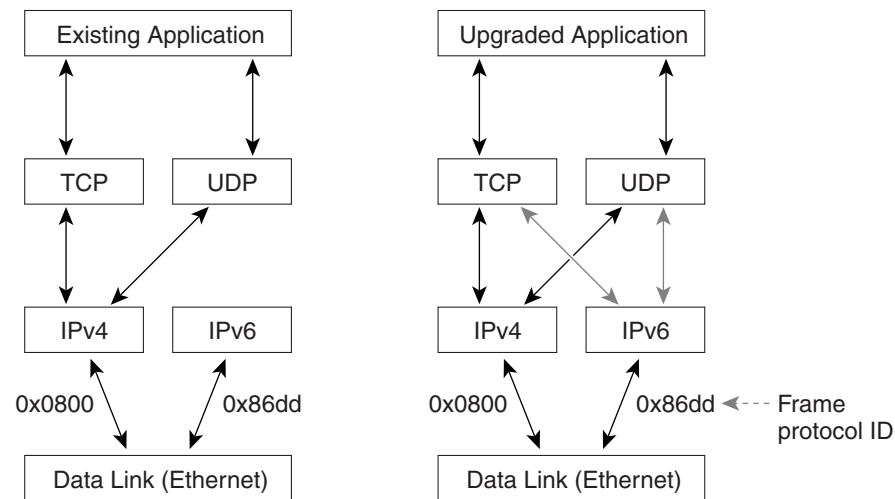 Existing Application
Upgraded Application
TCP
UDP
TCP
UDP
IPv4
IPv6
IPv4
IPv6
0x0800
0x86dd
0x0800
0x86dd
Frame
protocol ID
Data Link (Ethernet)
Data Link (Ethernet)